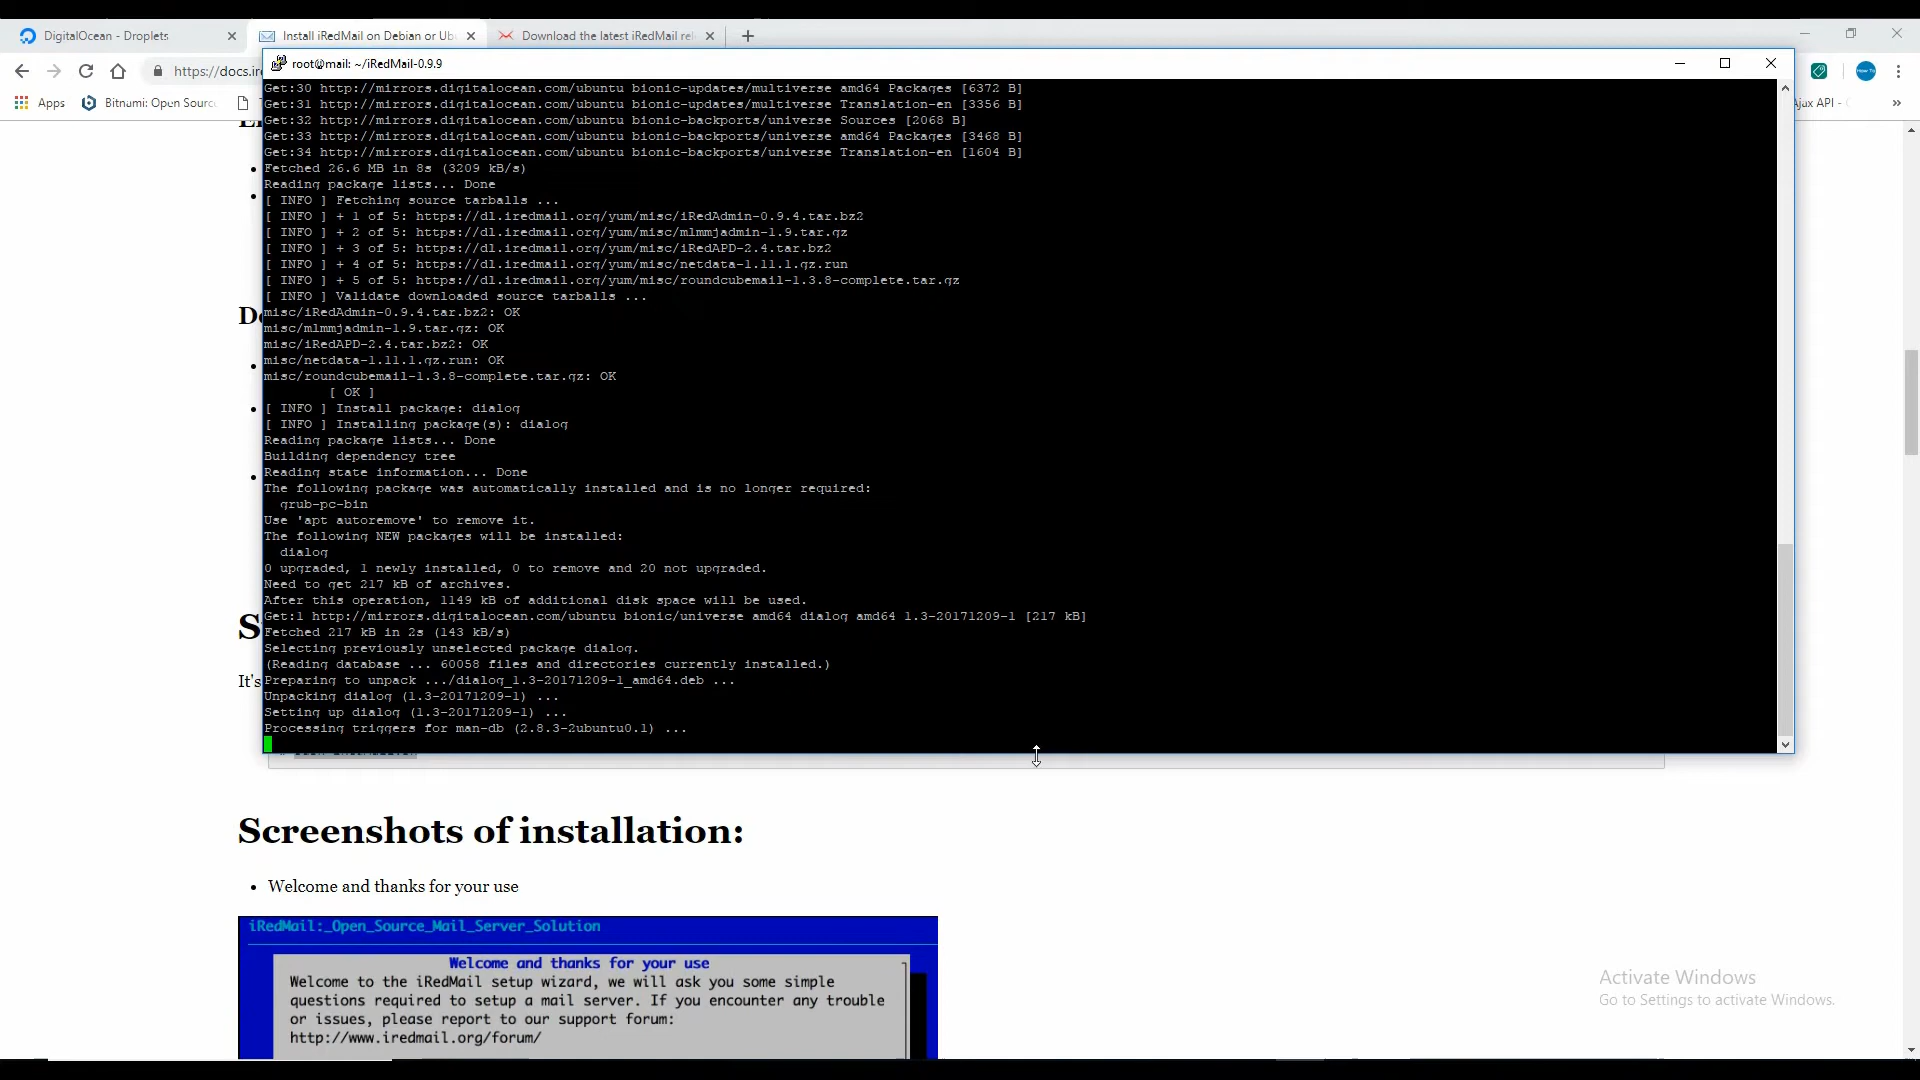 DigitalOcean - Droplets
Install iRedMail on Debian or Ub
Download the latest iRedMail rel
https://docs.ir
root@mail: ~/iRedMail-0.9.9
Apps
Bitnami: Open Source
Ajax API -
Get:30 http://mirrors.digitalocean.com/ubuntu bionic-updates/multiverse amd64 Packages [6372 B]
Get:31 http://mirrors.digitalocean.com/ubuntu bionic-updates/multiverse Translation-en [3356 B]
Get:32 http://mirrors.digitalocean.com/ubuntu bionic-backports/universe Sources [2068 B]
Get:33 http://mirrors.digitalocean.com/ubuntu bionic-backports/universe amd64 Packages [3468 B]
Get:34 http://mirrors.digitalocean.com/ubuntu bionic-backports/universe Translation-en [1604 B]
Fetched 26.6 MB in 8s (3209 kB/s)
Reading package lists... Done
[ INFO ] Fetching source tarballs ...
[ INFO ] + 1 of 5: https://dl.iredmail.org/yum/misc/iRedAdmin-0.9.4.tar.bz2
[ INFO ] + 2 of 5: https://dl.iredmail.org/yum/misc/mlmmjadmin-1.9.tar.gz
[ INFO ] + 3 of 5: https://dl.iredmail.org/yum/misc/iRedAPD-2.4.tar.bz2
[ INFO ] + 4 of 5: https://dl.iredmail.org/yum/misc/netdata-1.11.1.gz.run
[ INFO ] + 5 of 5: https://dl.iredmail.org/yum/misc/roundcubemail-1.3.8-complete.tar.gz
[ INFO ] Validate downloaded source tarballs ...
misc/iRedAdmin-0.9.4.tar.bz2: OK
misc/mlmmjadmin-1.9.tar.gz: OK
misc/iRedAPD-2.4.tar.bz2: OK
misc/netdata-1.11.1.gz.run: OK
misc/roundcubemail-1.3.8-complete.tar.gz: OK
[ OK ]
[ INFO ] Install package: dialog
[ INFO ] Installing package(s): dialog
Reading package lists... Done
Building dependency tree
Reading state information... Done
The following package was automatically installed and is no longer required:
grub-pc-bin
Use 'apt autoremove' to remove it.
The following NEW packages will be installed:
dialog
0 upgraded, 1 newly installed, 0 to remove and 20 not upgraded.
Need to get 217 kB of archives.
After this operation, 1149 kB of additional disk space will be used.
Get:1 http://mirrors.digitalocean.com/ubuntu bionic/universe amd64 dialog amd64 1.3-20171209-1 [217 kB]
Fetched 217 kB in 2s (143 kB/s)
Selecting previously unselected package dialog.
(Reading database ... 60058 files and directories currently installed.)
It's
Preparing to unpack .../dialog_1.3-20171209-1_amd64.deb ...
Unpacking dialog (1.3-20171209-1) ...
Setting up dialog (1.3-20171209-1) ...
Processing triggers for man-db (2.8.3-2ubuntu0.1) ...
Screenshots of installation:
• Welcome and thanks for your use
iRedMail:_Open_Source_Mail_Server_Solution
Welcome and thanks for your use
Welcome to the iRedMail setup wizard, we will ask you some simple
questions required to setup a mail server. If you encounter any trouble
or issues, please report to our support forum:
http://www.iredmail.org/forum/
Activate Windows
Go to Settings to activate Windows.